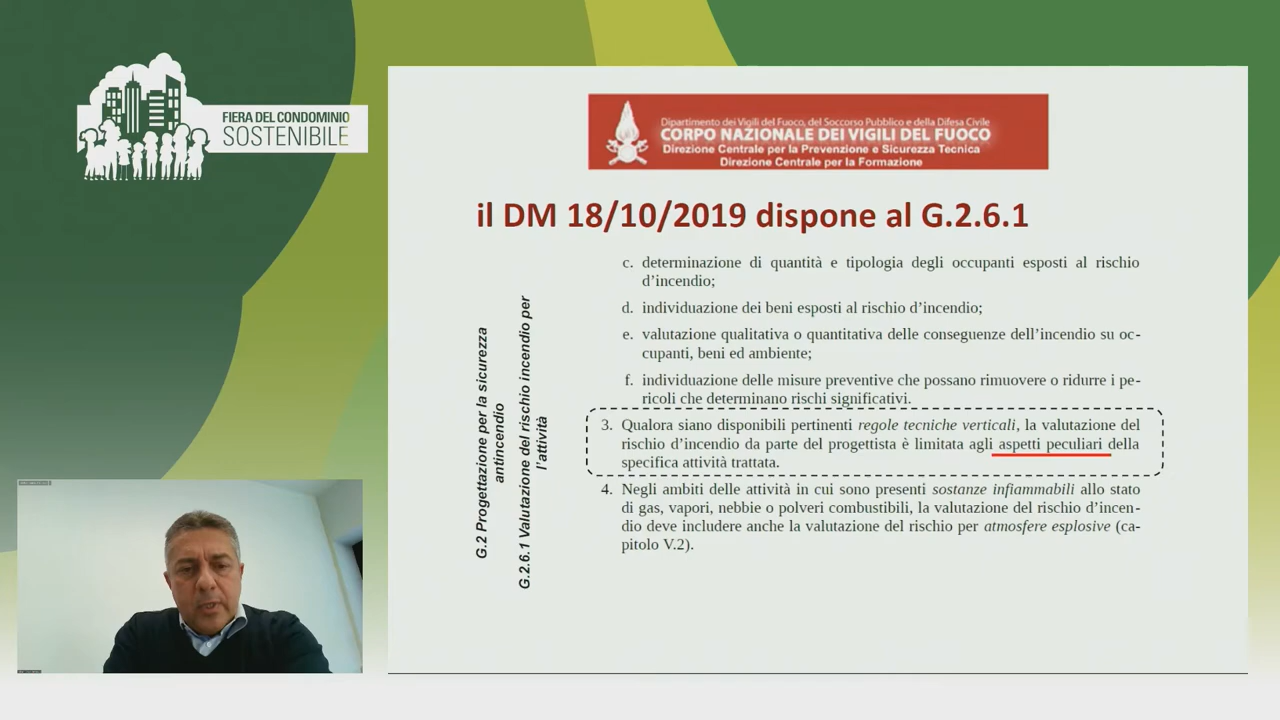 FIERA DEL CONDOMINIO
SOSTENIBILE
Dipartimento dei Vigili del Fuoco, del Soccorso Pubblico e della Difesa Civile
CORPO NAZIONALE DEI VIGILI DEL FUOCO
Direzione Centrale per la Prevenzione e Sicurezza Tecnica
Direzione Centrale per la Formazione
il DM 18/10/2019 dispone al G.2.6.1
G.2 Progettazione per la sicurezza
antincendio
G.2.6.1 Valutazione del rischio incendio per
l'attività
c. determinazione di quantità e tipologia degli occupanti esposti al rischio
d'incendio;
d. individuazione dei beni esposti al rischio d'incendio;
e. valutazione qualitativa o quantitativa delle conseguenze dell'incendio su oc-
cupanti, beni ed ambiente;
f. individuazione delle misure preventive che possano rimuovere o ridurre i pe-
ricoli che determinano rischi significativi.
3. Qualora siano disponibili pertinenti regole tecniche verticali, la valutazione del
rischio d'incendio da parte del progettista è limitata agli aspetti peculiari della
specifica attività trattata.
4. Negli ambiti delle attività in cui sono presenti sostanze infiammabili allo stato
di gas, vapori, nebbie o polveri combustibili, la valutazione del rischio d'incen-
dio deve includere anche la valutazione del rischio per atmosfere esplosive (ca-
pitolo V.2).